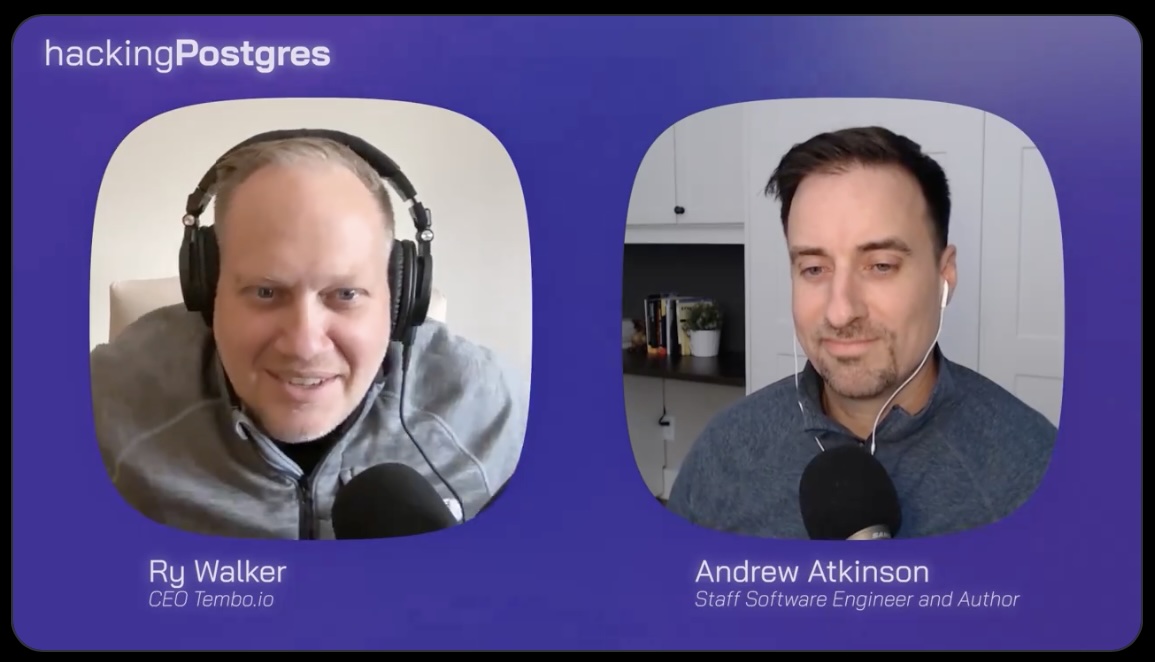 hackingPostgres
Ry Walker
CEO Tembo.io
Andrew Atkinson
Staff Software Engineer and Author